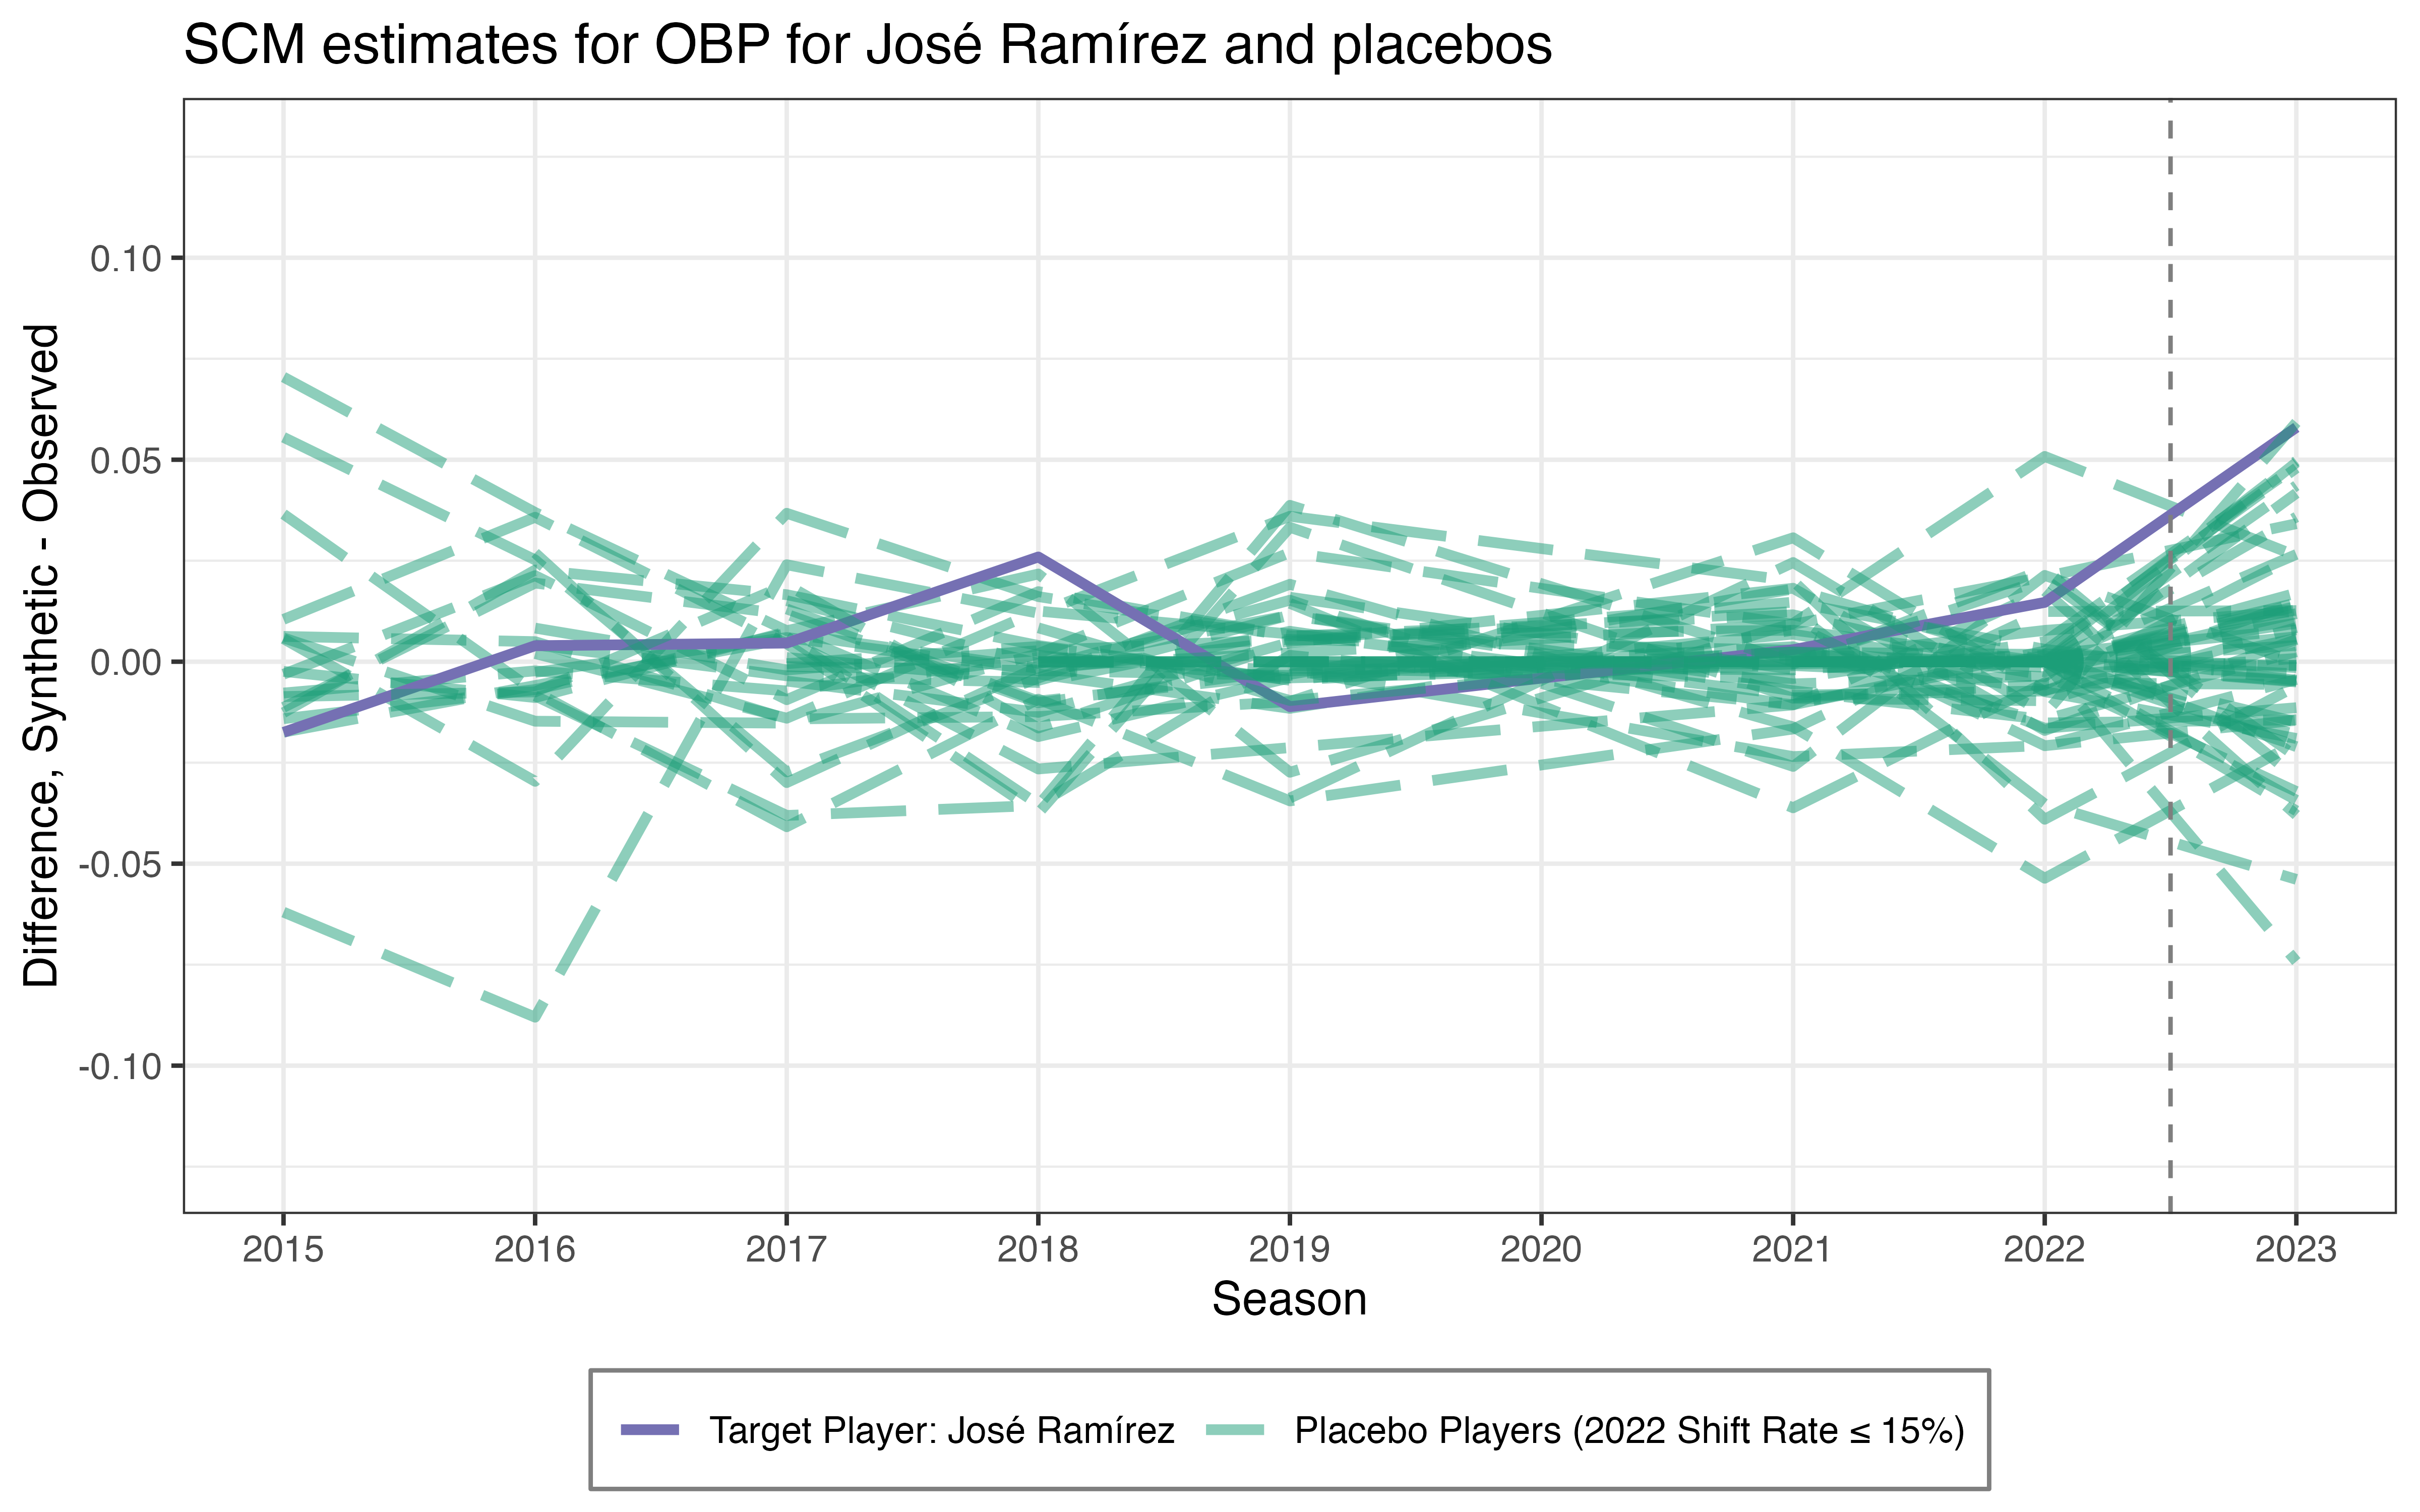 SCM estimates for OBP for José Ramírez and placebos
Difference, Synthetic - Observed
0.10
0.05
0.00
-0.05
-0.10
2015 2016 2017 2018 2019 2020 2021 2022 2023
Season
Target Player: José Ramírez Placebo Players (2022 Shift Rate ≤ 15%)